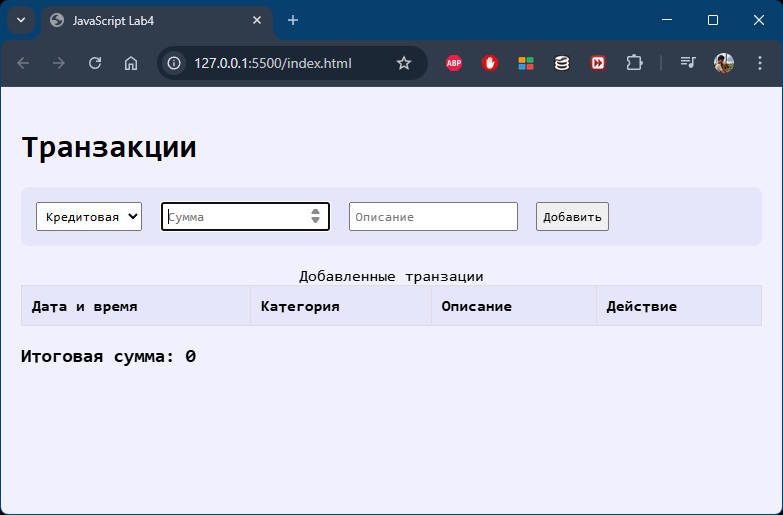 JavaScript Lab4
127.0.0.1:5500/index.html
ABP
Транзакции
Кредитовая Сумма Описание Добавить
Добавленные транзации
Дата и время Категория Описание Действие
Итоговая сумма: 0